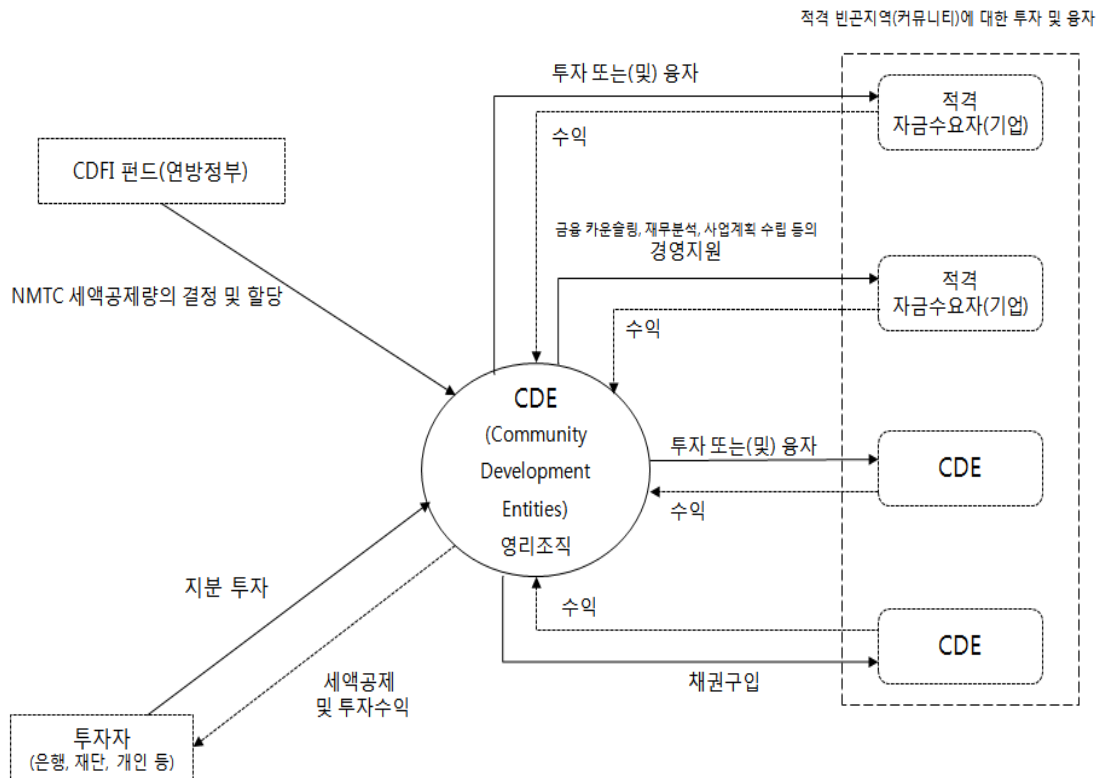 적격 빈곤지역(커뮤니티)에 대한 투자 및 융자
투자 또는(및) 융자
적격
자금수요자(기업)
수익
CDFI 펀드(연방정부)
금융 카운슬링, 재무분석, 사업계획 수립 등의
경영지원
적격
자금수요자(기업)
NMTC 세액공제량의 결정 및 할당
수익
CDE
(Community
Development
Entities)
영리조직
투자 또는(및) 융자
CDE
수익
지분 투자
수익
CDE
채권구입
세액공제
및 투자수익
투자자
(은행, 재단, 개인 등)